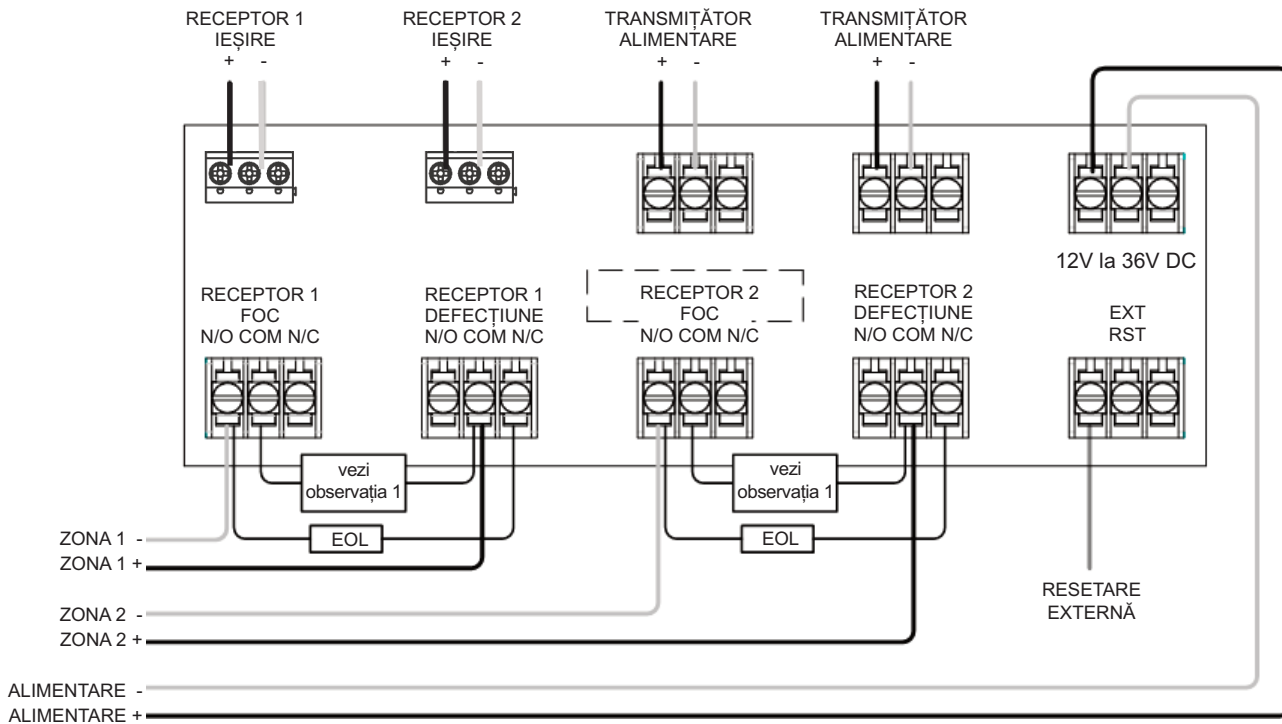 RECEPTOR 1
IEȘIRE
+ -
RECEPTOR 2
IEȘIRE
+ -
TRANSMIȚĂTOR
ALIMENTARE
+ -
TRANSMIȚĂTOR
ALIMENTARE
+ -
12V la 36V DC
RECEPTOR 1
FOC
N/O COM N/C
RECEPTOR 1
DEFECȚIUNE
N/O COM N/C
RECEPTOR 2
FOC
N/O COM N/C
RECEPTOR 2
DEFECȚIUNE
N/O COM N/C
EXT
RST
vezi
observația 1
EOL
vezi
observația 1
EOL
ZONA 1 -
ZONA 1 +
ZONA 2 -
ZONA 2 +
RESETARE
EXTERNĂ
ALIMENTARE -
ALIMENTARE +